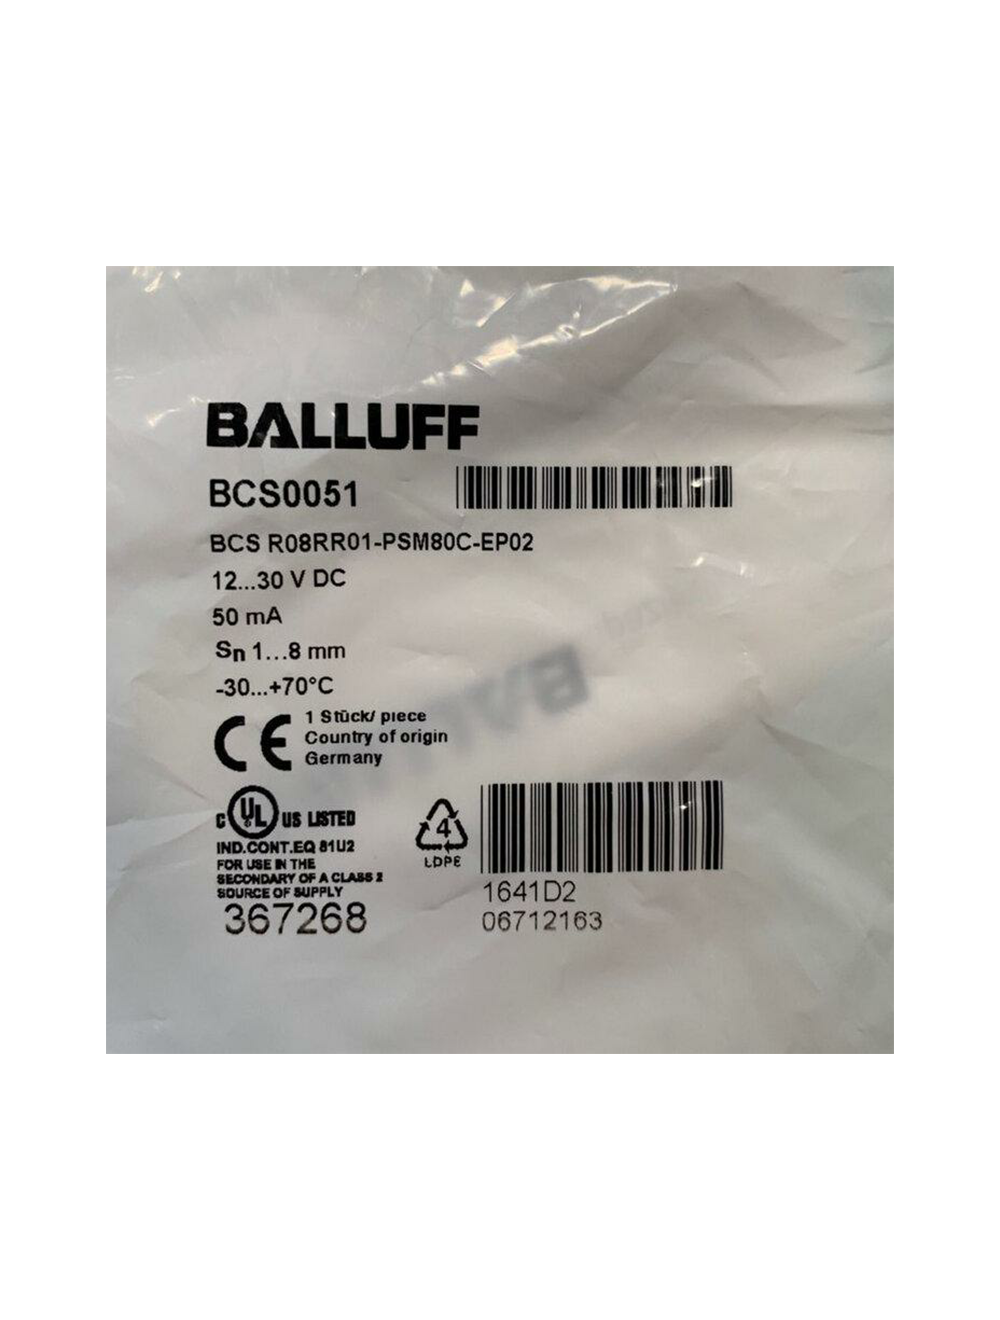 BALLUFF
BCS0051
BCS R08RR01-PSM80C-EP02
12...30 V DC
50 mA
Sn 1...8 mm
-30...+70°C
CE
1 Stück/ piece
Country of origin
Germany
C UL US LISTED
IND.CONT.EQ 81U2
FOR USE IN THE
SECONDARY OF A CLASS 2
SOURCE OF SUPPLY
367268
4
LDPE
1641D2
06712163